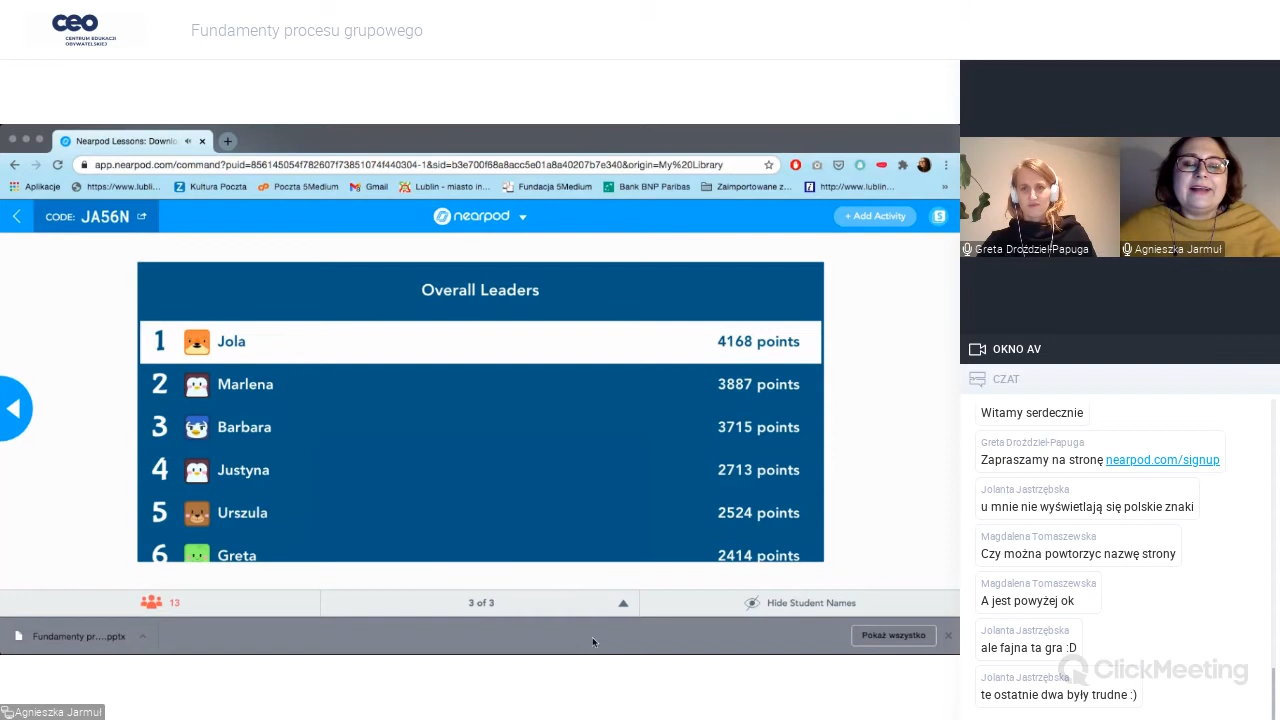 ceo
CENTRUM EDUKACJI
OBYWATELSKIEJ
Fundamenty procesu grupowego
Nearpod Lessons: Downlo
app.nearpod.com/command?puid=856145054f782607f73851074f440304-1&sid=b3e700f68a8acc5e01a8a40207b7e340&origin=My%20Library
Aplikacje
https://www.lubli...
Kultura Poczta
Poczta 5Medium
Gmail
Lublin - miasto in...
Fundacja 5Medium
Bank BNP Paribas
Zaimportowane z...
http://www.lublin...
»
CODE: JA56N
nearpod
+ Add Activity
S
Overall Leaders
1 Jola 4168 points
2 Marlena 3887 points
3 Barbara 3715 points
4 Justyna 2713 points
5 Urszula 2524 points
6 Greta 2414 points
13
3 of 3
Hide Student Names
Fundamenty pr....pptx
Pokaż wszystko
Agnieszka Jarmuł
Greta Droździel-Papuga
Agnieszka Jarmuł
OKNO AV
CZAT
Witamy serdecznie
Greta Droździel-Papuga
Zapraszamy na stronę nearpod.com/signup
Jolanta Jastrzębska
u mnie nie wyświetlają się polskie znaki
Magdalena Tomaszewska
Czy można powtorzyc nazwę strony
Magdalena Tomaszewska
A jest powyżej ok
Jolanta Jastrzębska
ale fajna ta gra :D
Jolanta Jastrzębska
te ostatnie dwa były trudne :)
ClickMeeting